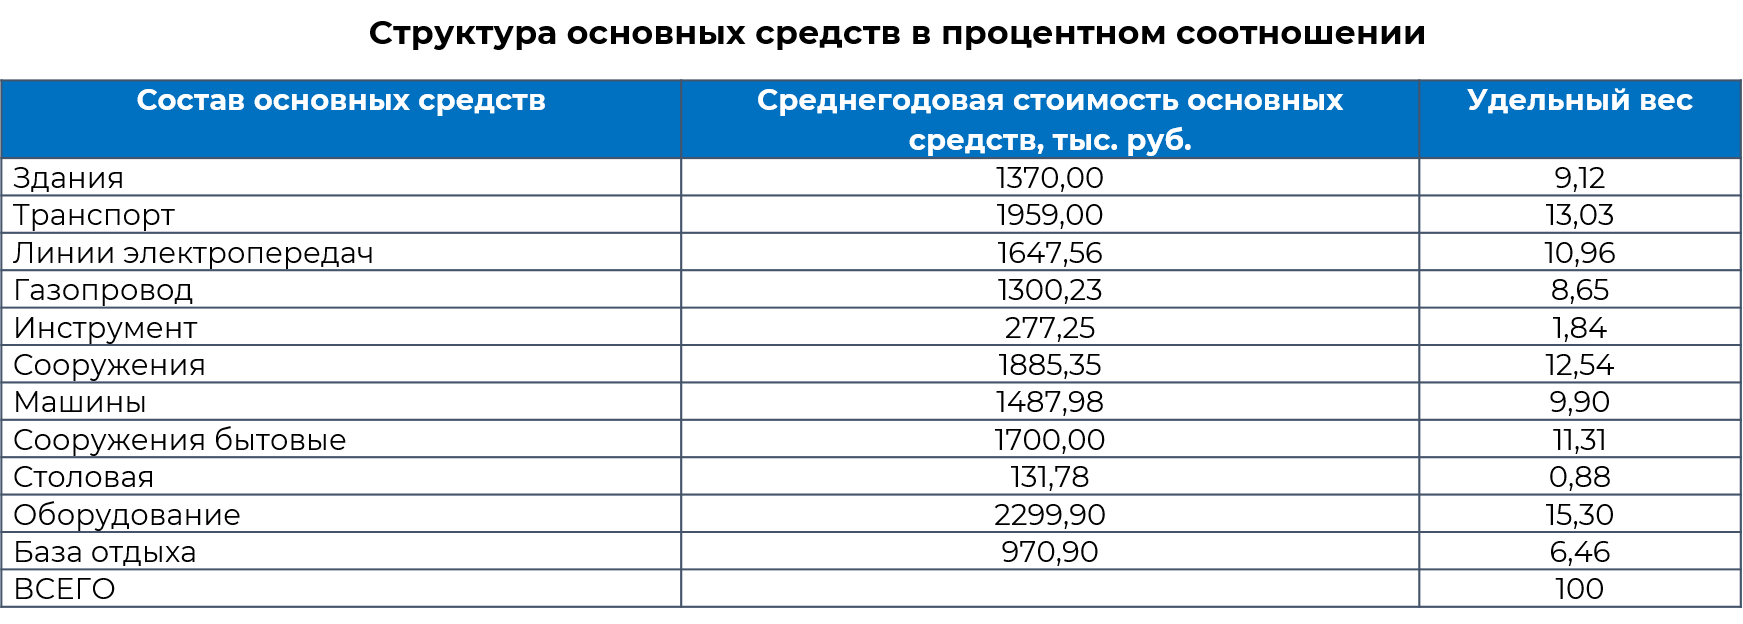 Структура основных средств в процентном соотношении
Состав основных средств Среднегодовая стоимость основных средств, тыс. руб. Удельный вес
Здания 1370,00 9,12
Транспорт 1959,00 13,03
Линии электропередач 1647,56 10,96
Газопровод 1300,23 8,65
Инструмент 277,25 1,84
Сооружения 1885,35 12,54
Машины 1487,98 9,90
Сооружения бытовые 1700,00 11,31
Столовая 131,78 0,88
Оборудование 2299,90 15,30
База отдыха 970,90 6,46
ВСЕГО 100